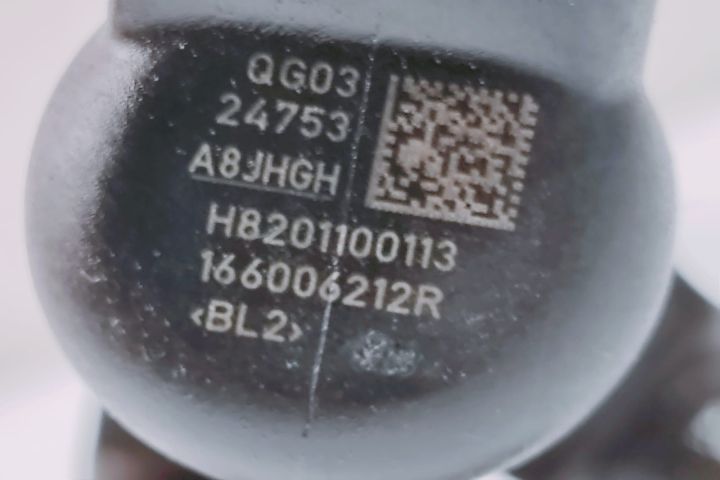 QG03
24753
A8JHGH
H8201100113
166006212R
<BL2>